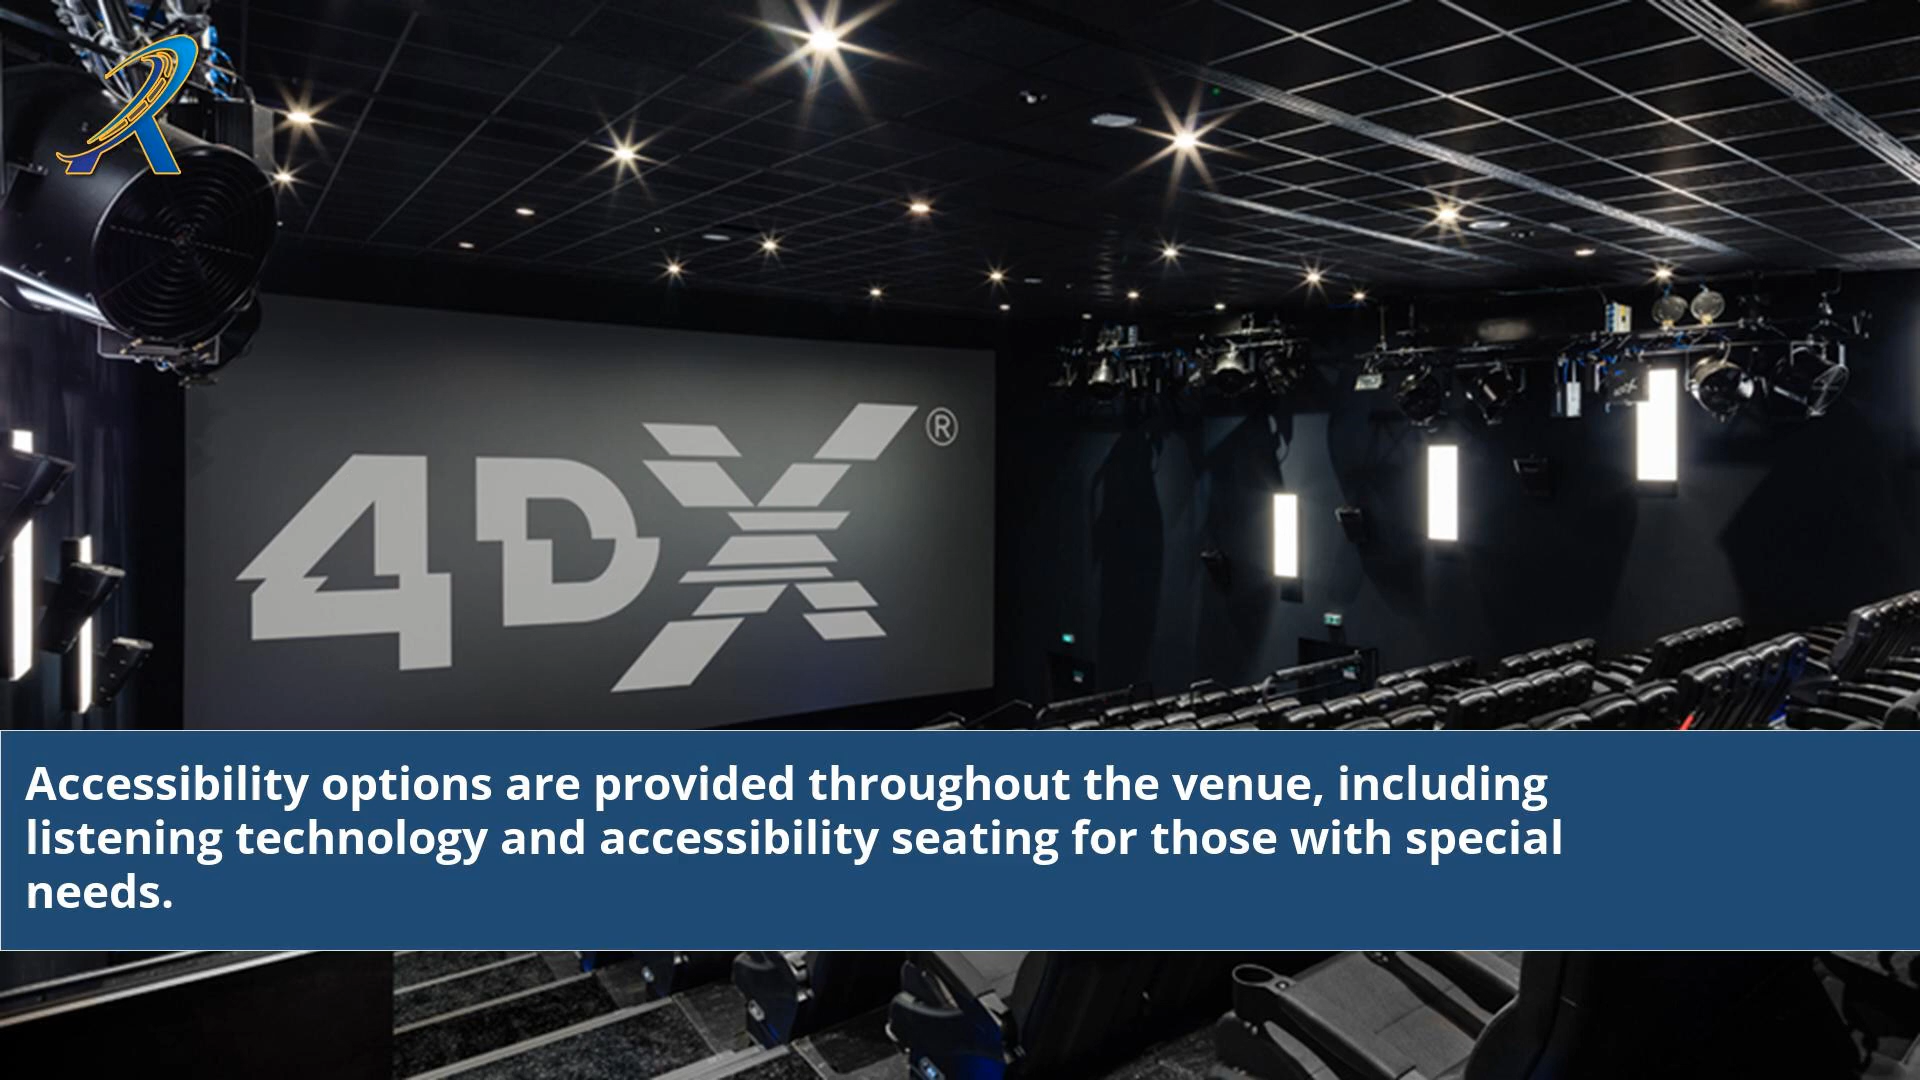 4DX®
Accessibility options are provided throughout the venue, including
listening technology and accessibility seating for those with special
needs.